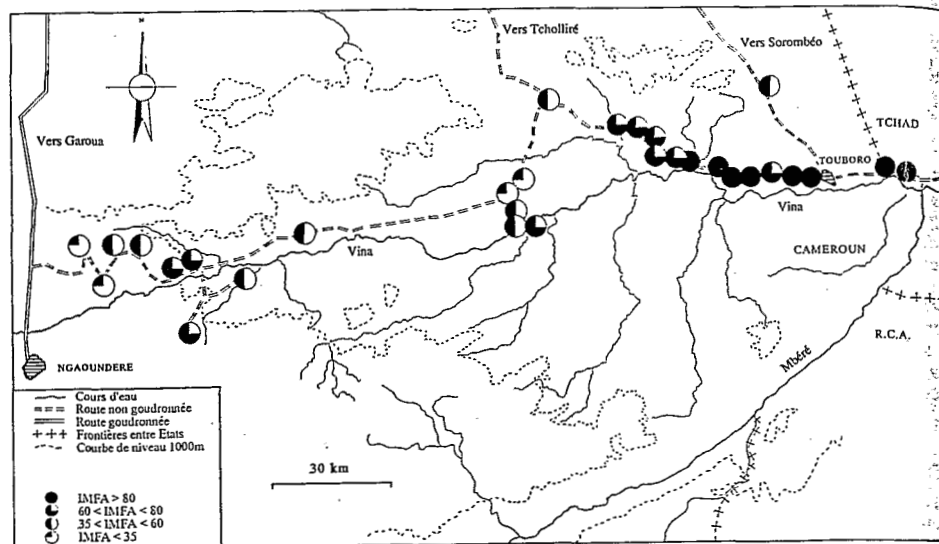 Vers Tcholliré
Vers Sorombéo
TCHAD
Vers Garoua
TOUBORO
Vina
Vina
CAMEROUN
R.C.A.
Mbéré
NGAOUNDERE
Cours d'eau
Route non goudronnée
Route goudronnée
Frontières entre Etats
Courbe de niveau 1000m
30 km
IMFA > 80
60 < IMFA < 80
35 < IMFA < 60
IMFA < 35